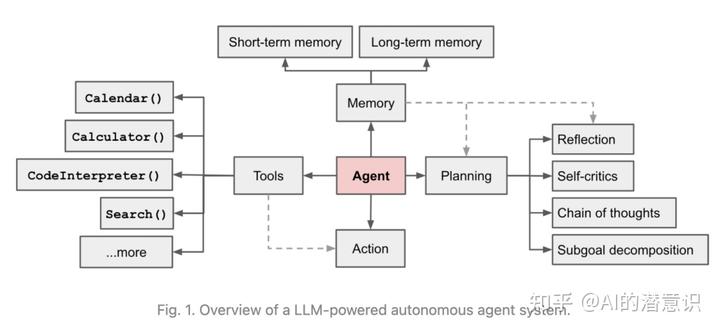 Short-term memory
Long-term memory
Calendar()
Memory
Calculator()
Reflection
CodeInterpreter()
Tools
Agent
Planning
Self-critics
Search()
Chain of thoughts
...more
Action
Subgoal decomposition
Fig. 1. Overview of a LLM-powered autonomous agent system.
知乎 @AI的潜意识